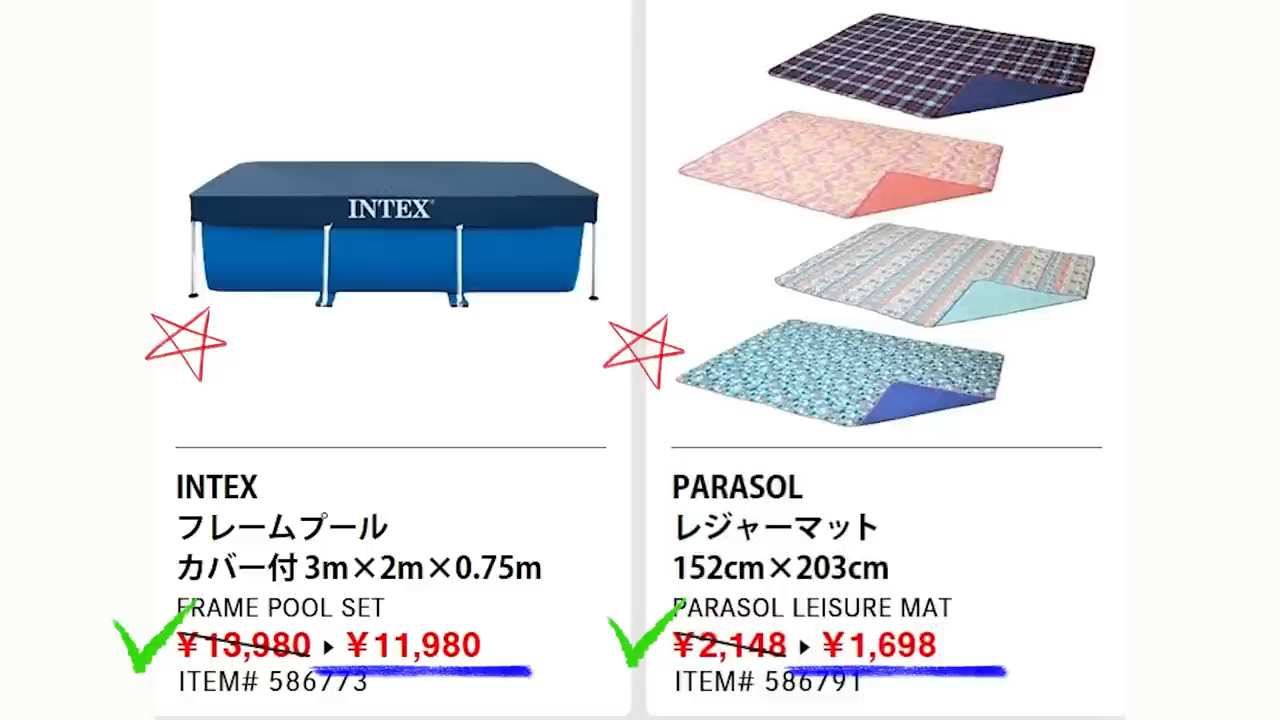 INTEX
INTEX
フレームプール
カバー付 3m×2m×0.75m
FRAME POOL SET
¥13,980 ▶ ¥11,980
ITEM# 586773
PARASOL
レジャーマット
152cm×203cm
PARASOL LEISURE MAT
¥2,148 ▶ ¥1,698
ITEM# 586791